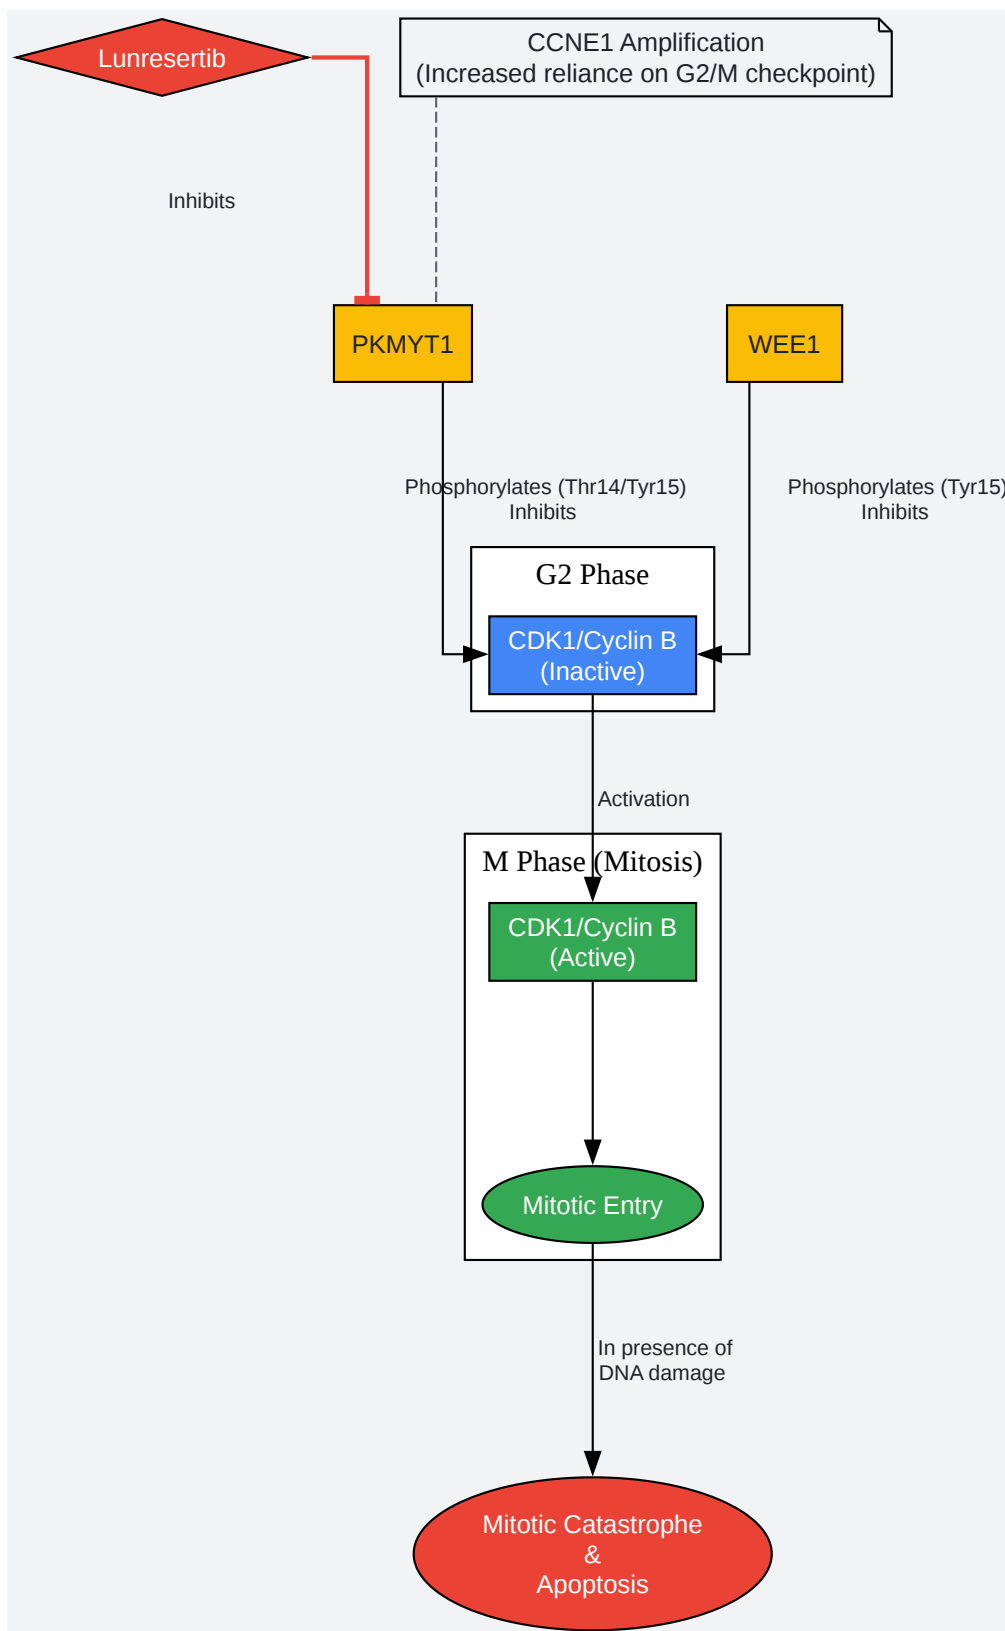 Lunresertib
CCNE1 Amplification
(Increased reliance on G2/M checkpoint)
Inhibits
PKMYT1
WEE1
Phosphorylates (Thr14/Tyr15)
Inhibits
Phosphorylates (Tyr15)
Inhibits
G2 Phase
CDK1/Cyclin B
(Inactive)
Activation
M Phase (Mitosis)
CDK1/Cyclin B
(Active)
Mitotic Entry
In presence of
DNA damage
Mitotic Catastrophe
&
Apoptosis